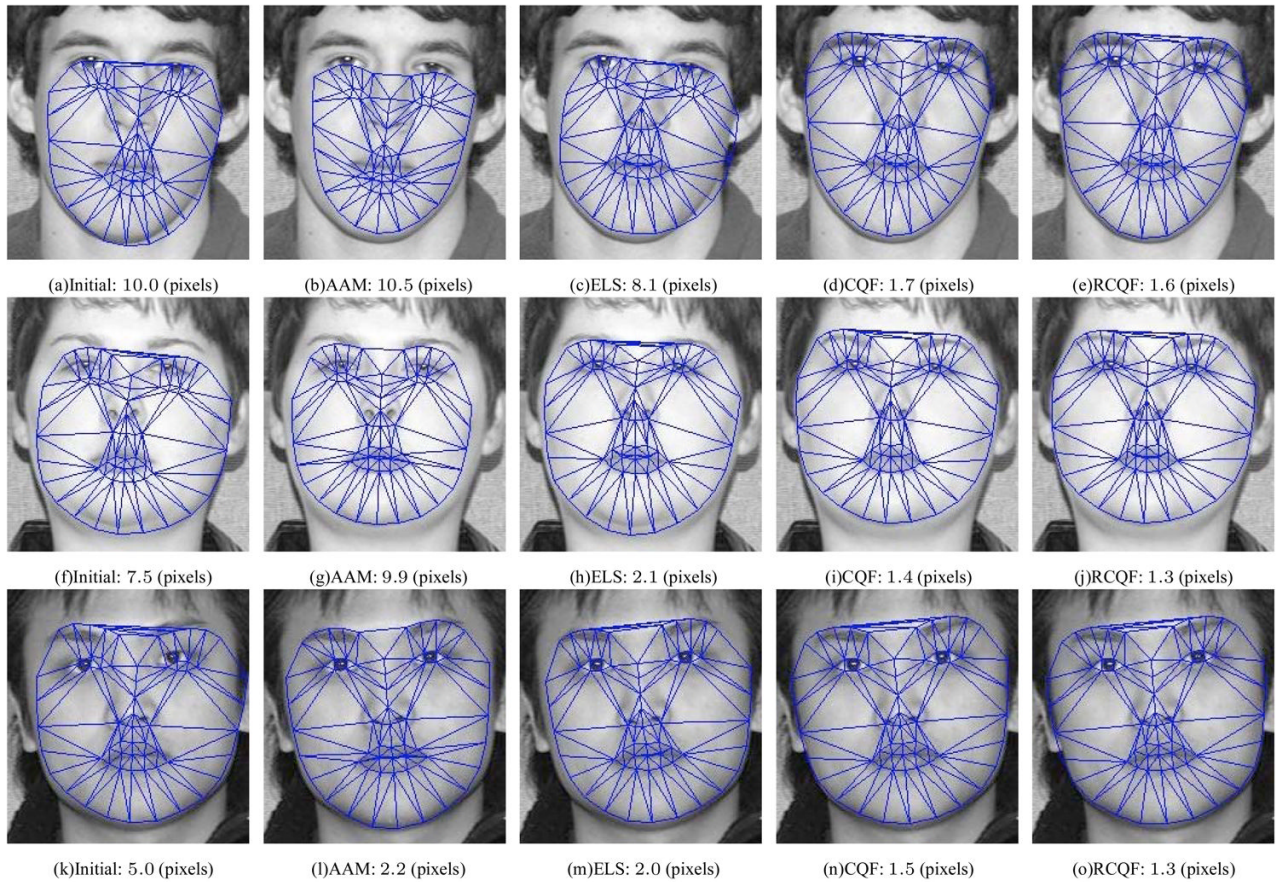 (a)Initial: 10.0 (pixels)
(b)AAM: 10.5 (pixels)
(c)ELS: 8.1 (pixels)
(d)CQF: 1.7 (pixels)
(e)RCQF: 1.6 (pixels)
(f)Initial: 7.5 (pixels)
(g)AAM: 9.9 (pixels)
(h)ELS: 2.1 (pixels)
(i)CQF: 1.4 (pixels)
(j)RCQF: 1.3 (pixels)
(k)Initial: 5.0 (pixels)
(l)AAM: 2.2 (pixels)
(m)ELS: 2.0 (pixels)
(n)CQF: 1.5 (pixels)
(o)RCQF: 1.3 (pixels)